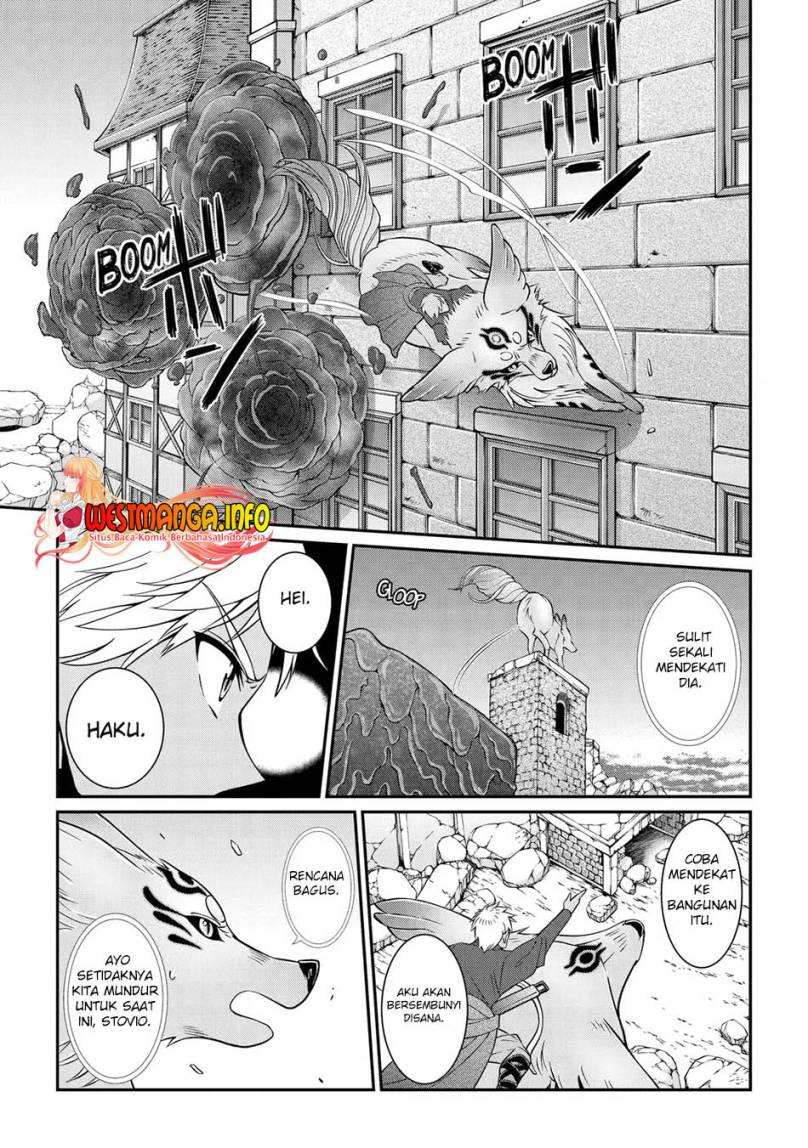 BOOM
BOOM
WESTMANGA.INFO
Situs Baca Komik Berbahasa Indonesia
SULIT
SEKALI
MENDEKATI
DIA.
GLOOP
HEI.
HAKU.
COBA
MENDEKAT
KE
BANGUNAN
ITU.
AKU AKAN
BERSEMBUNYI
DISANA.
RENCANA
BAGUS.
AYO
SETIDAKNYA
KITA MUNDUR
UNTUK SAAT
INI, STOVIO.